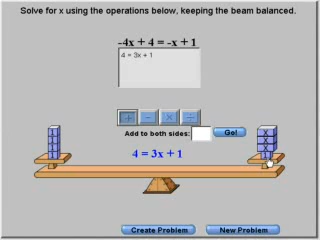 Solve for x using the operations below, keeping the beam balanced.
-4x + 4 = -x + 1
4 = 3x + 1
+ - × ÷
Add to both sides: Go!
4 = 3x + 1
Create Problem New Problem